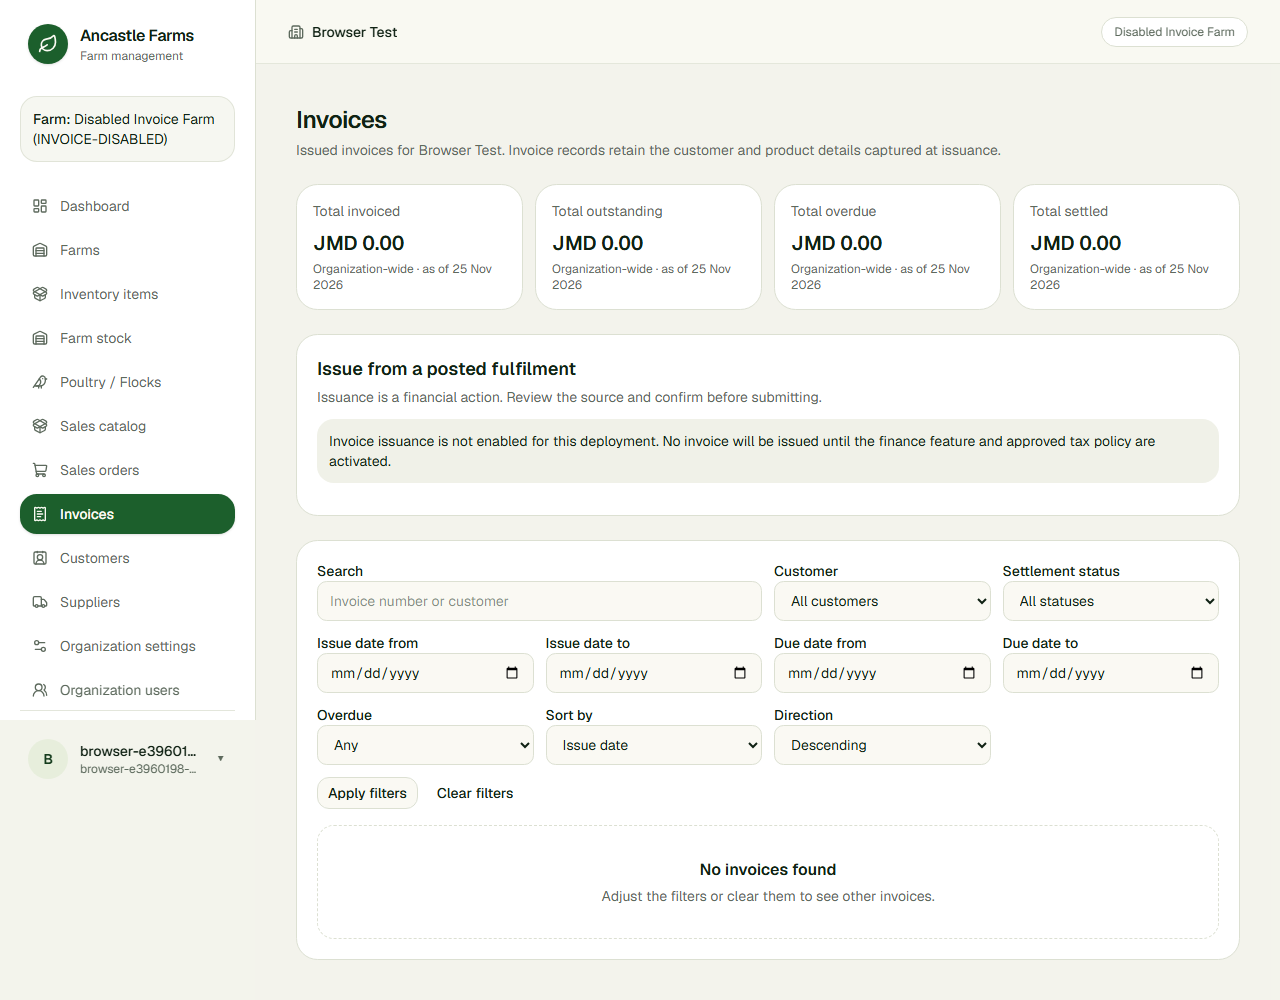 Ancastle Farms
Farm management
Farm: Disabled Invoice Farm
(INVOICE-DISABLED)
Dashboard
Farms
Inventory items
Farm stock
Poultry / Flocks
Sales catalog
Sales orders
Invoices
Customers
Suppliers
Organization settings
Organization users
B
browser-e39601...
browser-e3960198-...
Browser Test
Disabled Invoice Farm
Invoices
Issued invoices for Browser Test. Invoice records retain the customer and product details captured at issuance.
Total invoiced
JMD 0.00
Organization-wide · as of 25 Nov
2026
Total outstanding
JMD 0.00
Organization-wide · as of 25 Nov
2026
Total overdue
JMD 0.00
Organization-wide · as of 25 Nov
2026
Total settled
JMD 0.00
Organization-wide · as of 25 Nov
2026
Issue from a posted fulfilment
Issuance is a financial action. Review the source and confirm before submitting.
Invoice issuance is not enabled for this deployment. No invoice will be issued until the finance feature and approved tax policy are
activated.
Search
Invoice number or customer
Customer
All customers
Settlement status
All statuses
Issue date from
mm/dd/yyyy
Issue date to
mm/dd/yyyy
Due date from
mm/dd/yyyy
Due date to
mm/dd/yyyy
Overdue
Any
Sort by
Issue date
Direction
Descending
Apply filters
Clear filters
No invoices found
Adjust the filters or clear them to see other invoices.